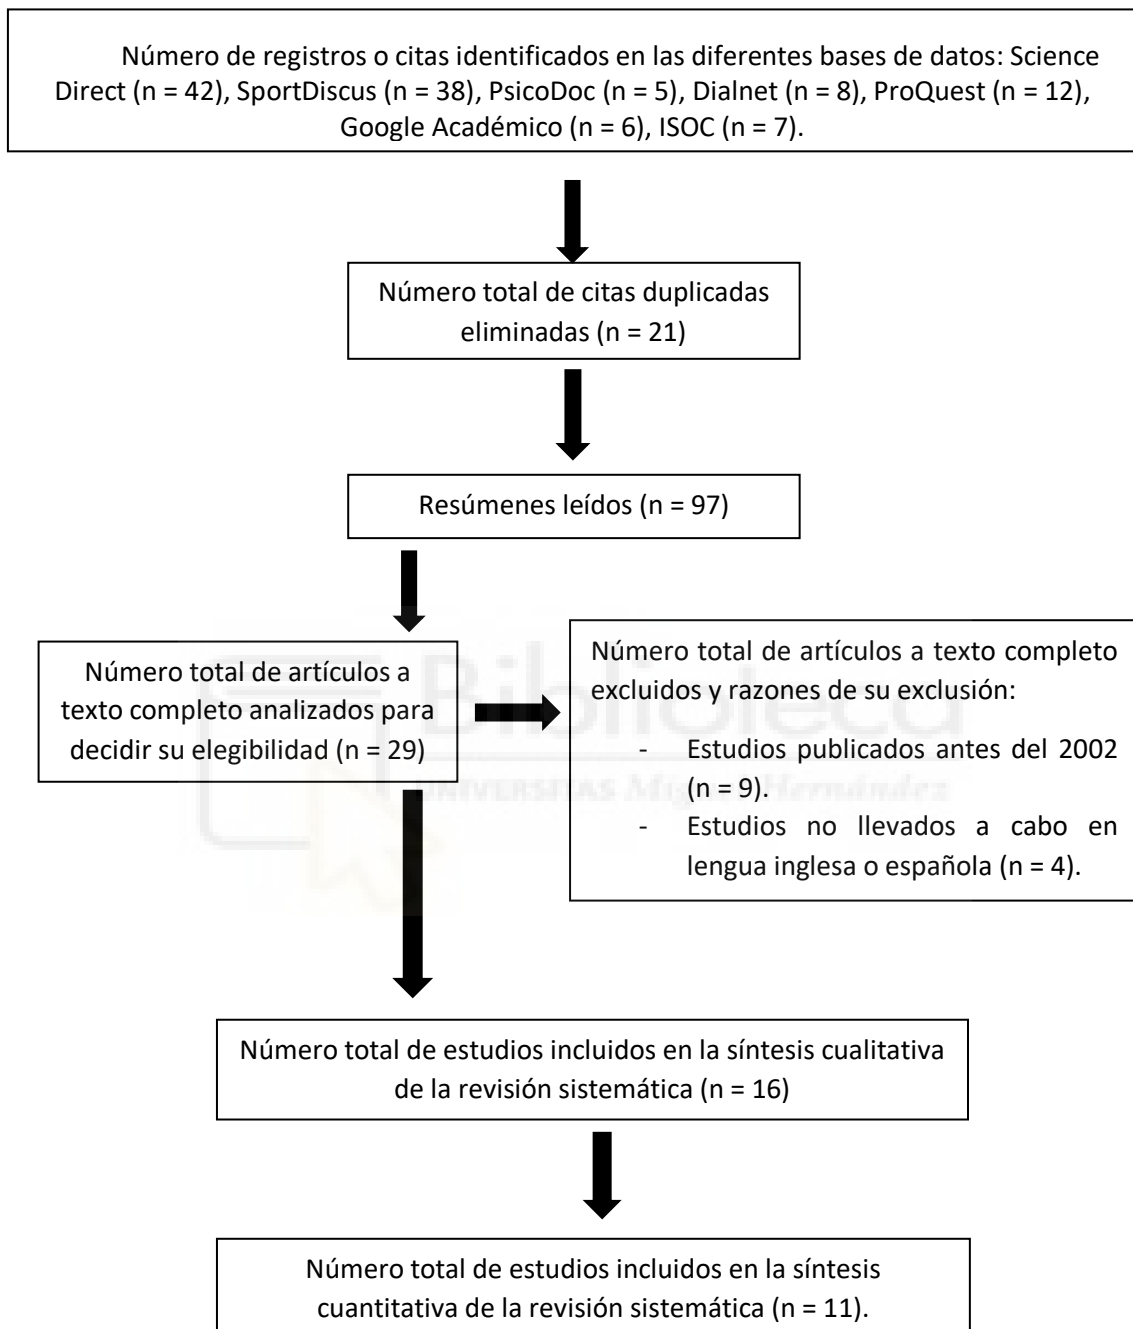 Número de registros o citas identificados en las diferentes bases de datos: Science
Direct (n = 42), SportDiscus (n = 38), PsicoDoc (n = 5), Dialnet (n = 8), ProQuest (n = 12),
Google Académico (n = 6), ISOC (n = 7).
Número total de citas duplicadas
eliminadas (n = 21)
Resúmenes leídos (n = 97)
Número total de artículos a
texto completo analizados para
decidir su elegibilidad (n = 29)
Número total de artículos a texto completo
excluidos y razones de su exclusión:
- Estudios publicados antes del 2002
(n = 9).
- Estudios no llevados a cabo en
lengua inglesa o española (n = 4).
Biblioteca
UNIVERSITAS Miguel Hernández
Número total de estudios incluidos en la síntesis cualitativa
de la revisión sistemática (n = 16)
Número total de estudios incluidos en la síntesis
cuantitativa de la revisión sistemática (n = 11).